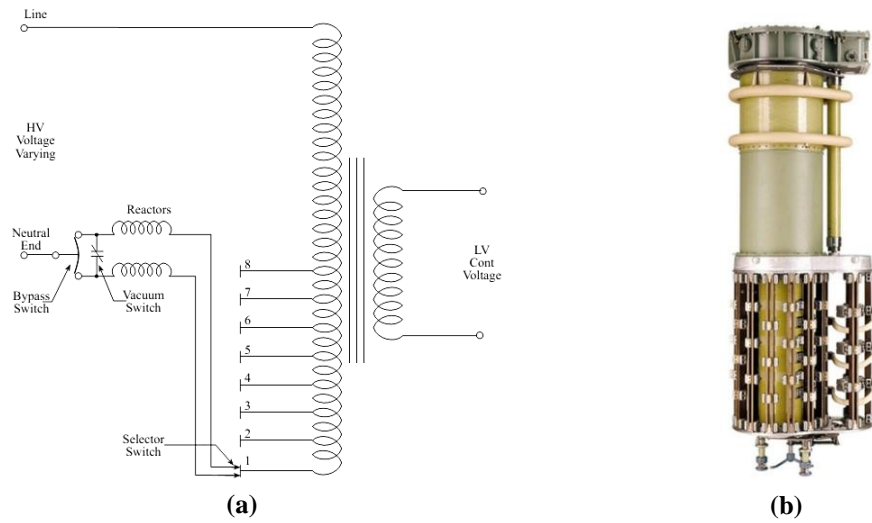 Line
HV
Voltage
Varying
Reactors
Neutral
End
Bypass
Switch
Vacuum
Switch
8
7
6
5
4
3
2
1
Selector
Switch
LV
Cont
Voltage
(a)
(b)